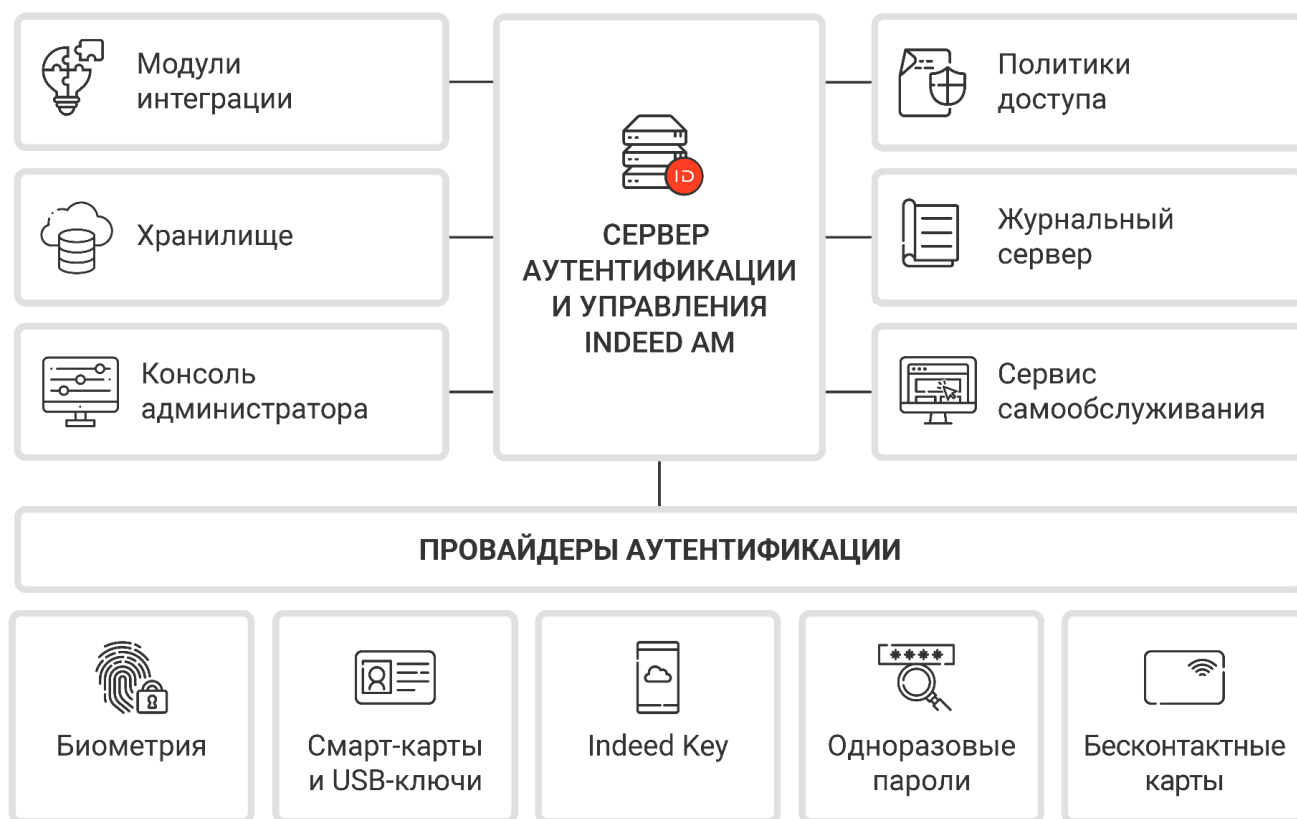 Модули
интеграции
Хранилище
Консоль
администратора
ID
СЕРВЕР
АУТЕНТИФИКАЦИИ
И УПРАВЛЕНИЯ
INDEED AM
Политики
доступа
Журнальный
сервер
Сервис
самообслуживания
ПРОВАЙДЕРЫ АУТЕНТИФИКАЦИИ
Биометрия
Смарт-карты
и USB-ключи
Indeed Key
****
Одноразовые
пароли
Бесконтактные
карты